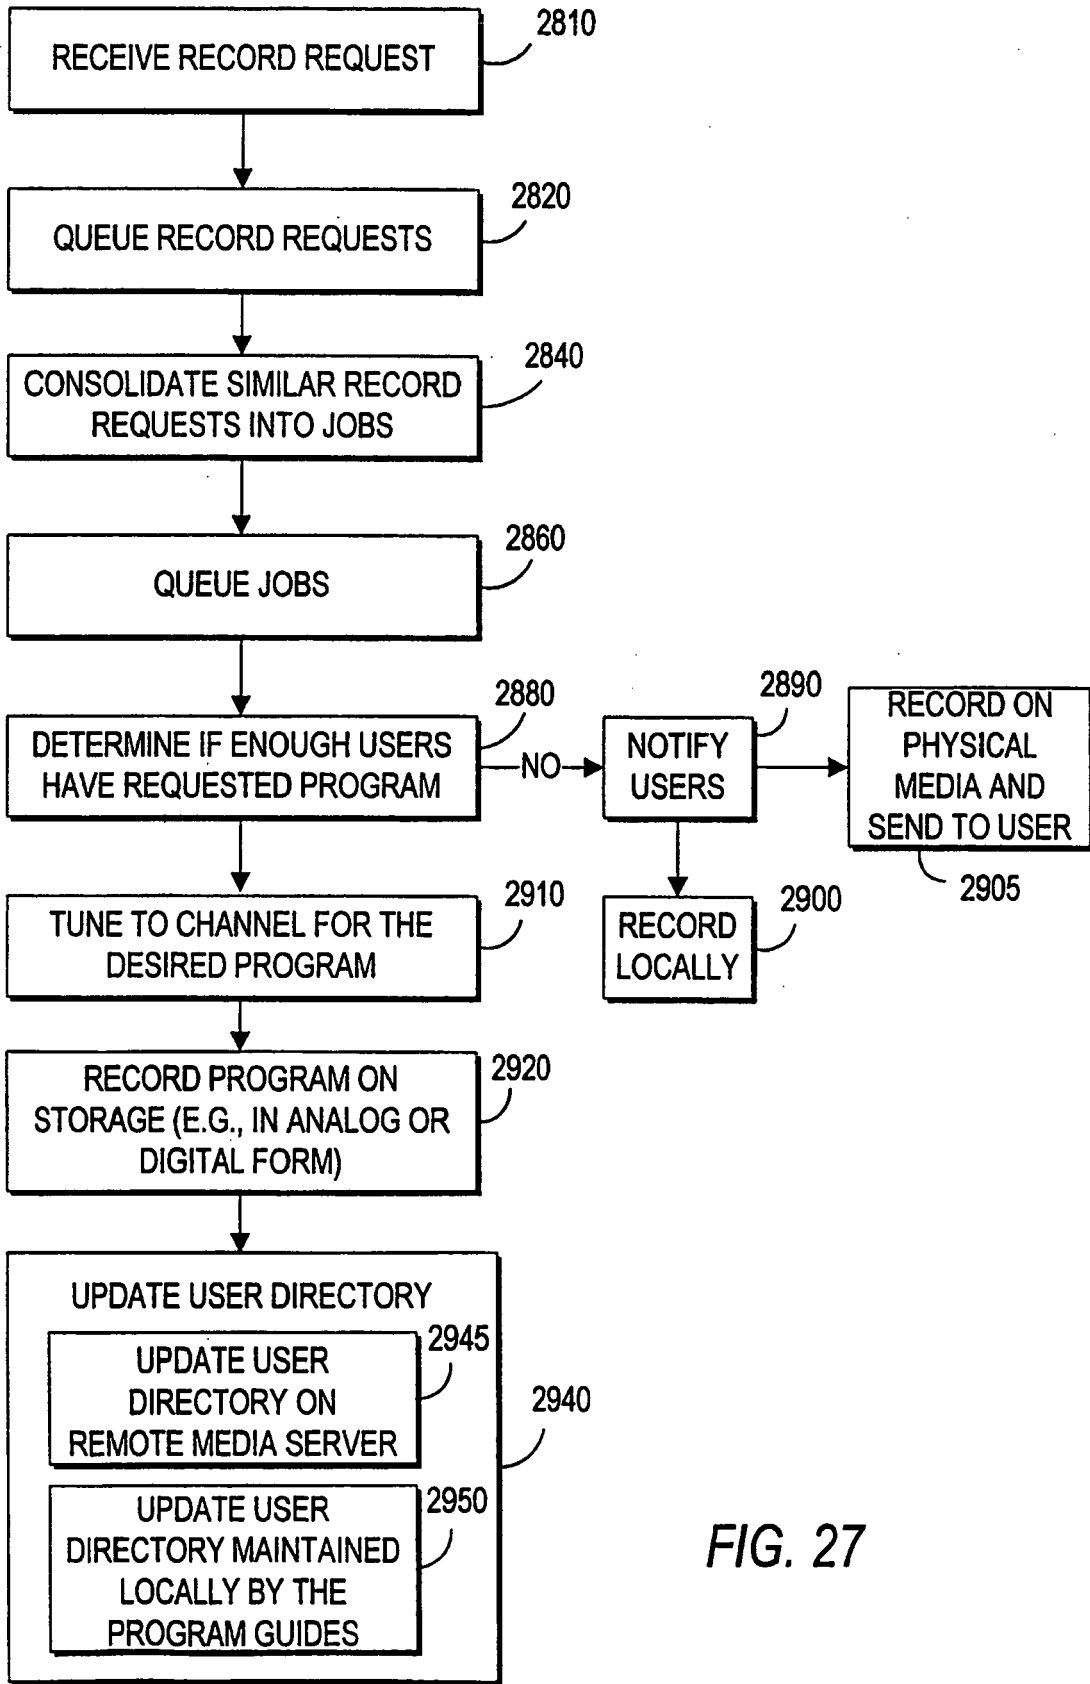 2810
RECEIVE RECORD REQUEST
2820
QUEUE RECORD REQUESTS
2840
CONSOLIDATE SIMILAR RECORD
REQUESTS INTO JOBS
2860
QUEUE JOBS
2880
DETERMINE IF ENOUGH USERS
HAVE REQUESTED PROGRAM
NO
2890
NOTIFY
USERS
RECORD ON
PHYSICAL
MEDIA AND
SEND TO USER
2905
2900
RECORD
LOCALLY
2910
TUNE TO CHANNEL FOR THE
DESIRED PROGRAM
2920
RECORD PROGRAM ON
STORAGE (E.G., IN ANALOG OR
DIGITAL FORM)
UPDATE USER DIRECTORY
2945
UPDATE USER
DIRECTORY ON
REMOTE MEDIA SERVER
2940
2950
UPDATE USER
DIRECTORY MAINTAINED
LOCALLY BY THE
PROGRAM GUIDES
FIG. 27